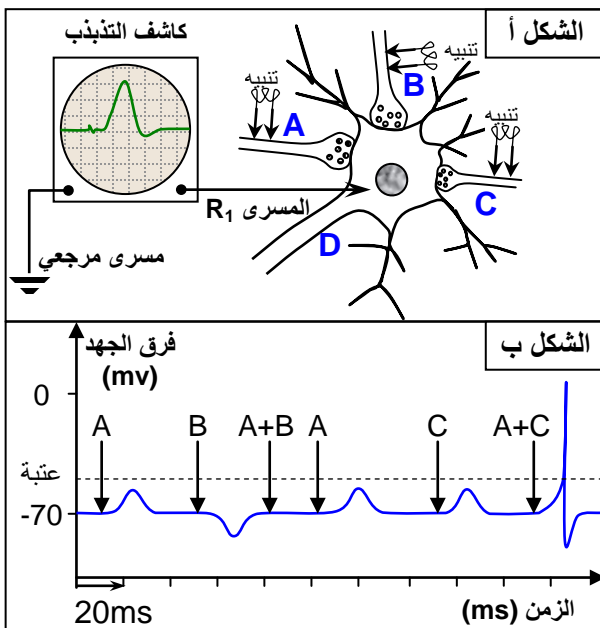 الشكل أ
كاشف التذبذب
تنبيه
B
تنبيه
A
تنبيه
C
المسرى R1
D
مسرى مرجعي
الشكل ب
فرق الجهد
(mv)
0
A B A+B A C A+C
عتبة
-70
20ms
الزمن (ms)